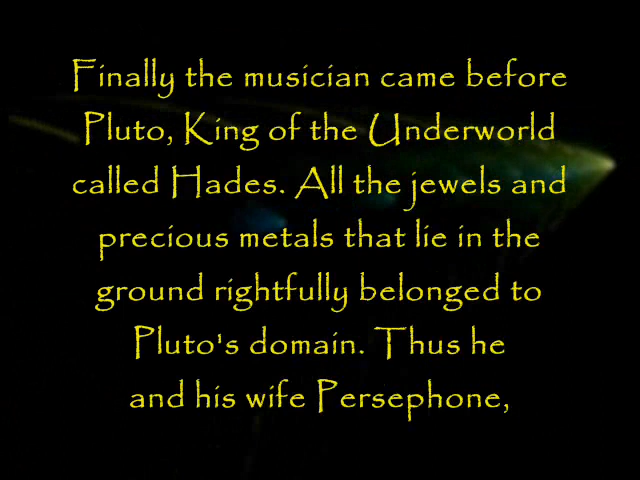 Finally the musician came before
Pluto, King of the Underworld
called Hades. All the jewels and
precious metals that lie in the
ground rightfully belonged to
Pluto's domain. Thus he
and his wife Persephone,